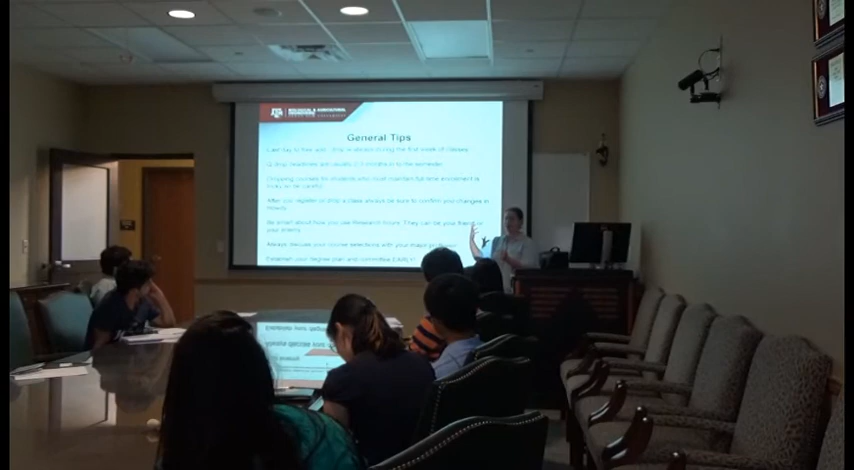 BIOLOGICAL & AGRICULTURAL
ENGINEERING
General Tips
Last day to free add - drop is always during the first week of classes
Q drop deadlines are usually 2-3 months in to the semester
Dropping courses for students who must maintain full time enrollment is
tricky so be careful
After you register or drop a class always be sure to confirm your changes in
Howdy
Be smart about how you use Research hours. They can be your friend or
your enemy
Always discuss your course selections with your major professor
Establish your degree plan and committee EARLY!